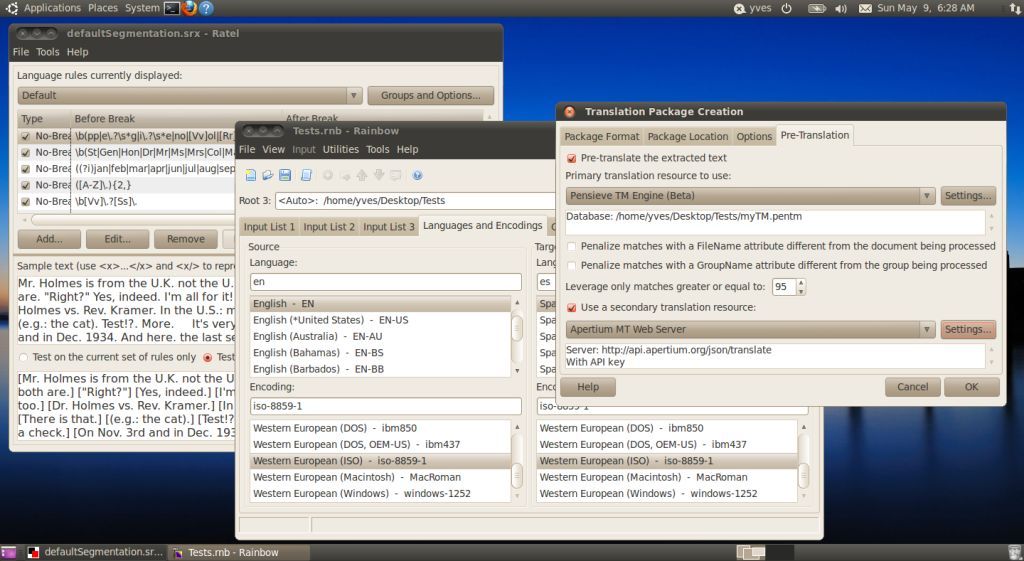 Applications Places System
yves
Sun May 9, 6:28 AM
defaultSegmentation.srx - Ratel
File Tools Help
Language rules currently displayed:
Default
Groups and Options...
Type Before Break After Break
No-Brea \b(pp|e\.?\s*g|i\.?\s*e|no|[Vv]ol|[Rr]
No-Brea \b(St|Gen|Hon|Dr|Mr|Ms|Mrs|Col|Ma
No-Brea ((?i)jan|feb|mar|apr|jun|jul|aug|sep
No-Brea ([A-Z]\.){2,}
No-Brea \b[Vv]\.?[Ss]\.
Add... Edit... Remove
Sample text (use <x>...</x> and <x/> to repre
Mr. Holmes is from the U.K. not the U
are. "Right?" Yes, indeed. I'm all for it!
Holmes vs. Rev. Kramer. In the U.S.: m
(e.g.: the cat). Test!?. More. It's very
and in Dec. 1934. And here. the last se
Test on the current set of rules only Test
[Mr. Holmes is from the U.K. not the U
both are.] ["Right?"] [Yes, indeed.] [I'm
too.] [Dr. Holmes vs. Rev. Kramer.] [In
[There is that.] [(e.g.: the cat).] [Test!?
a check.] [On Nov. 3rd and in Dec. 193
Tests.rnb - Rainbow
File View Input Utilities Tools Help
Root 3: <Auto>: /home/yves/Desktop/Tests
Input List 1 Input List 2 Input List 3 Languages and Encodings
Source
Language:
en
English - EN
English (*United States) - EN-US
English (Australia) - EN-AU
English (Bahamas) - EN-BS
English (Barbados) - EN-BB
Encoding:
iso-8859-1
Western European (DOS) - ibm850
Western European (DOS, OEM-US) - ibm437
Western European (ISO) - iso-8859-1
Western European (Macintosh) - MacRoman
Western European (Windows) - windows-1252
Targe
Lang
es
Spa
Spa
Spa
Spa
Spa
Enco
iso-8859-1
Western European (DOS) - ibm850
Western European (DOS, OEM-US) - ibm437
Western European (ISO) - iso-8859-1
Western European (Macintosh) - MacRoman
Western European (Windows) - windows-1252
Translation Package Creation
Package Format Package Location Options Pre-Translation
Pre-translate the extracted text
Primary translation resource to use:
Pensieve TM Engine (Beta) Settings...
Database: /home/yves/Desktop/Tests/myTM.pentm
Penalize matches with a FileName attribute different from the document being processed
Penalize matches with a GroupName attribute different from the group being processed
Leverage only matches greater or equal to: 95
Use a secondary translation resource:
Apertium MT Web Server Settings...
Server: http://api.apertium.org/json/translate
With API key
Help Cancel OK
defaultSegmentation.sr... Tests.rnb - Rainbow